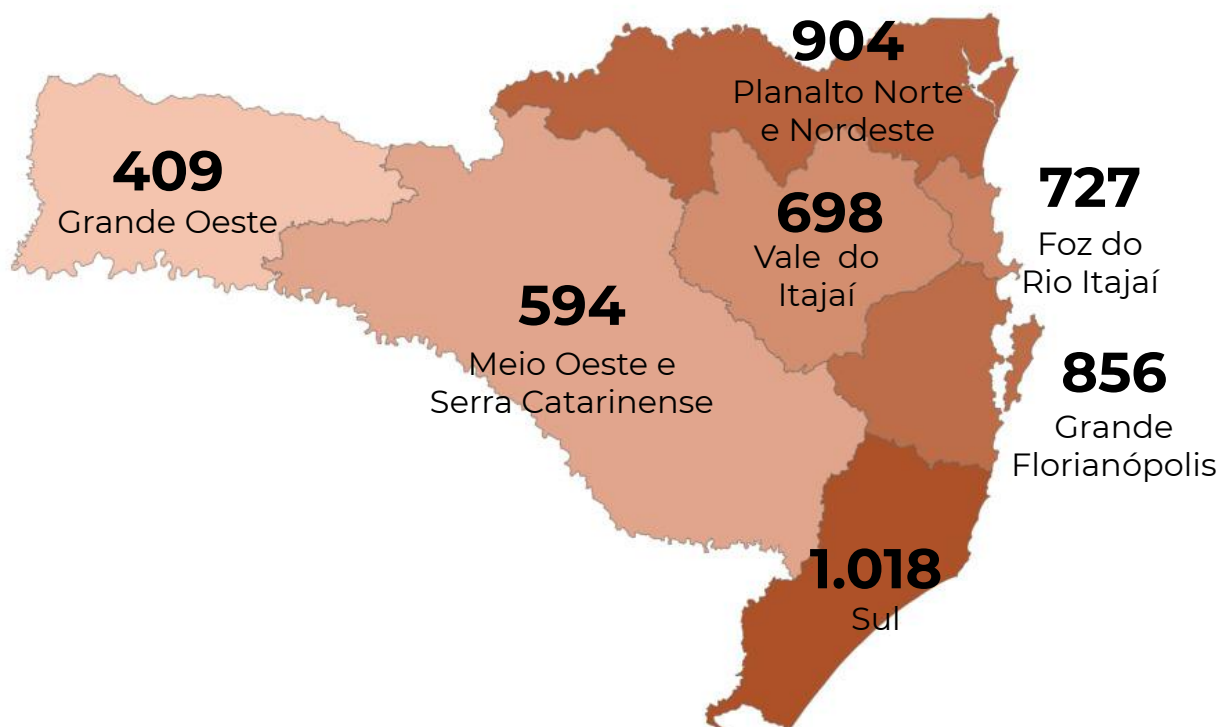 904
Planalto Norte
e Nordeste
409
Grande Oeste
698
Vale do
Itajaí
727
Foz do
Rio Itajaí
594
Meio Oeste e
Serra Catarinense
856
Grande
Florianópolis
1.018
Sul